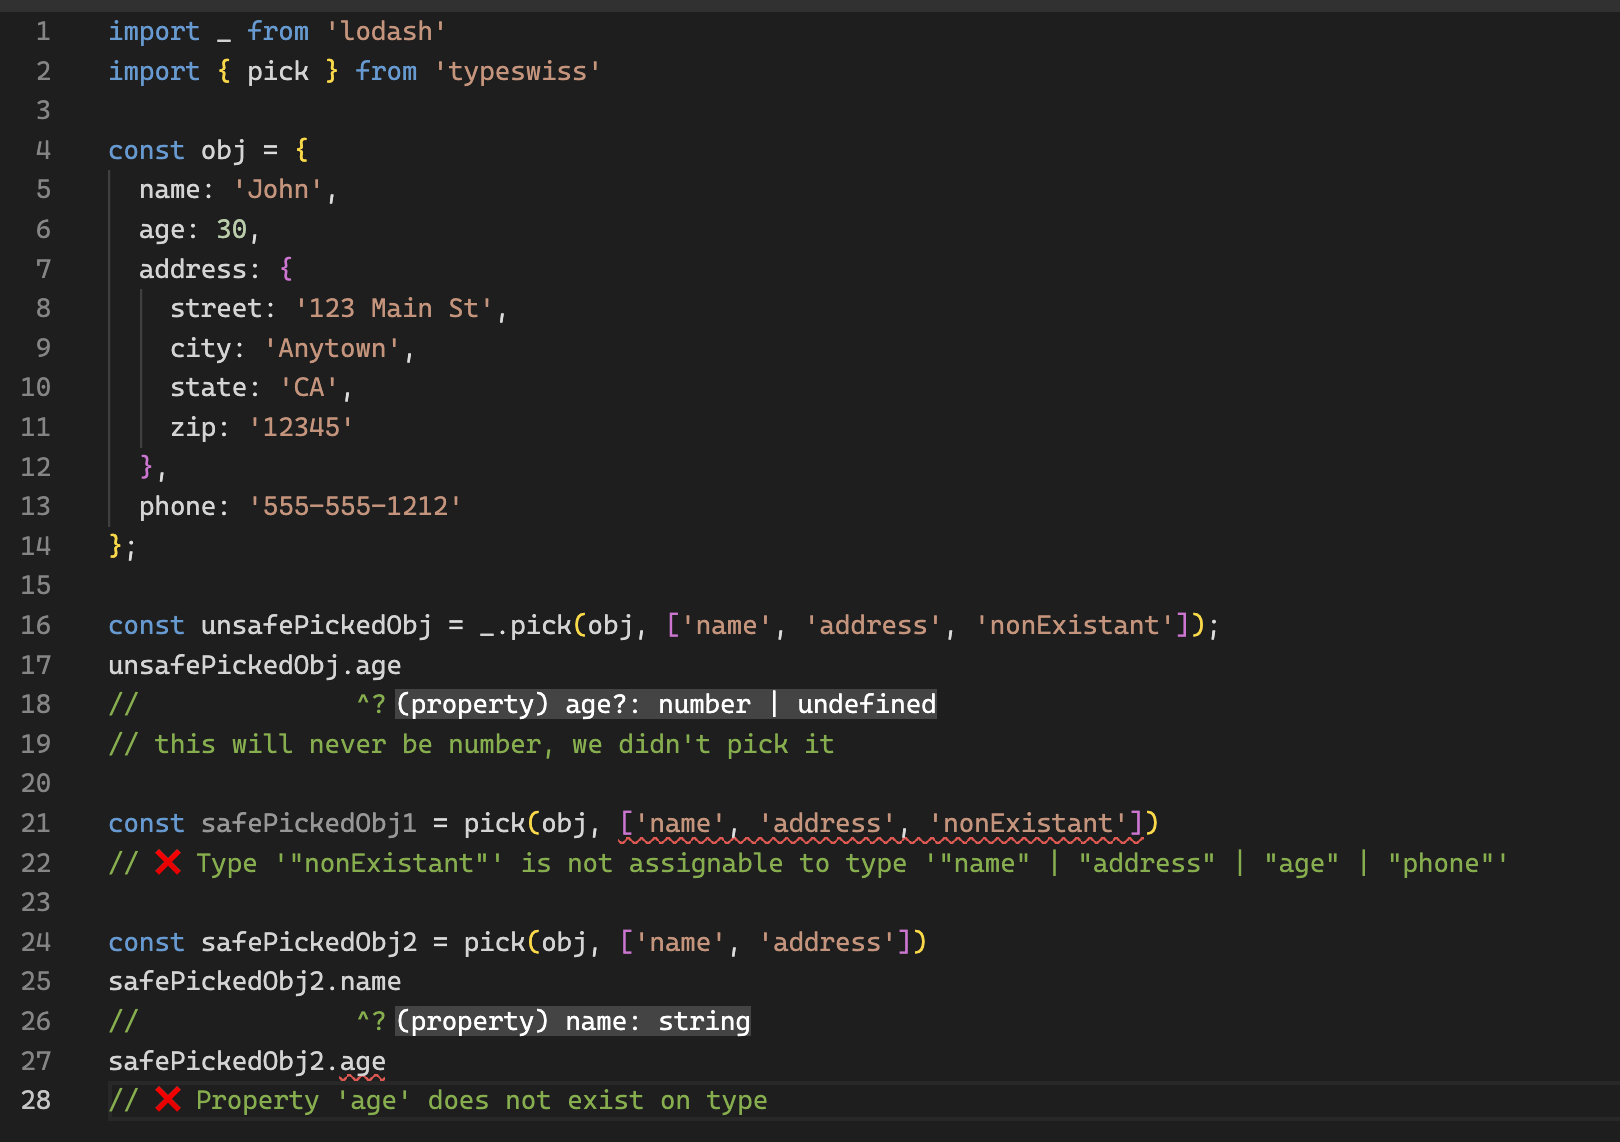 1 import _ from 'lodash'
2 import { pick } from 'typeswiss'
3
4 const obj = {
5 name: 'John',
6 age: 30,
7 address: {
8 street: '123 Main St',
9 city: 'Anytown',
10 state: 'CA',
11 zip: '12345'
12 },
13 phone: '555-555-1212'
14 };
15
16 const unsafePickedObj = _.pick(obj, ['name', 'address', 'nonExistant']);
17 unsafePickedObj.age
18 // ^? (property) age?: number | undefined
19 // this will never be number, we didn't pick it
20
21 const safePickedObj1 = pick(obj, ['name', 'address', 'nonExistant'])
22 // ❌ Type '"nonExistant"' is not assignable to type '"name" | "address" | "age" | "phone"'
23
24 const safePickedObj2 = pick(obj, ['name', 'address'])
25 safePickedObj2.name
26 // ^? (property) name: string
27 safePickedObj2.age
28 // ❌ Property 'age' does not exist on type